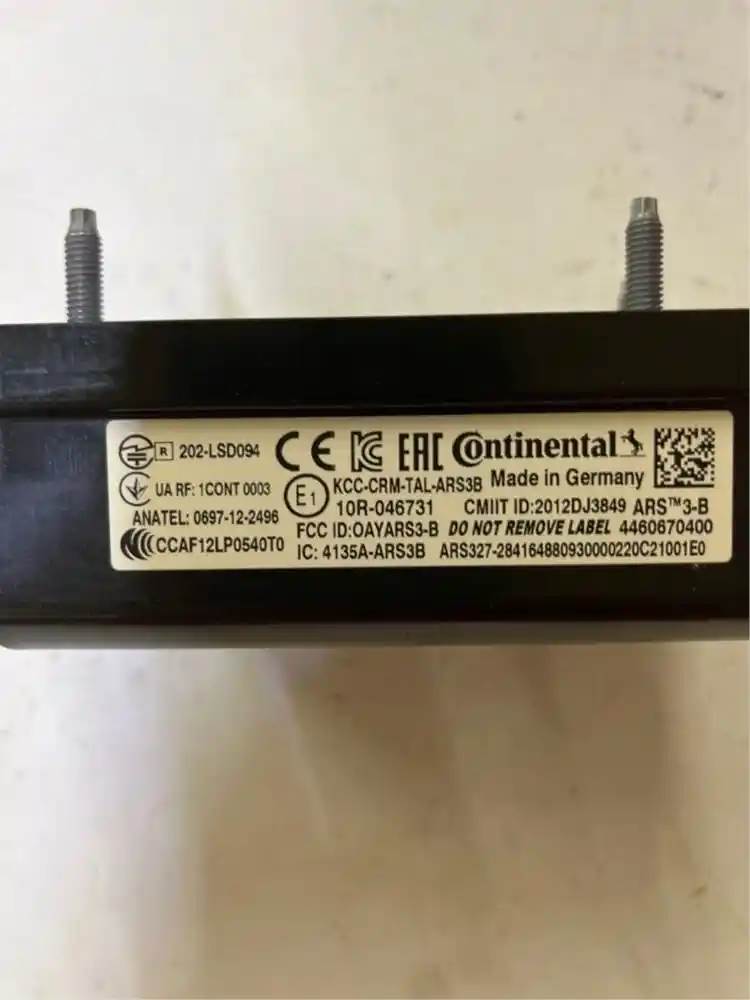 R 202-LSD094
CE KC EAC Continental
UA RF: 1CONT 0003
E1
KCC-CRM-TAL-ARS3B Made in Germany
10R-046731 CMIIT ID:2012DJ3849 ARS™3-B
ANATEL: 0697-12-2496
FCC ID:OAYARS3-B DO NOT REMOVE LABEL 4460670400
CCAF12LP0540T0
IC: 4135A-ARS3B ARS327-284164880930000220C21001E0